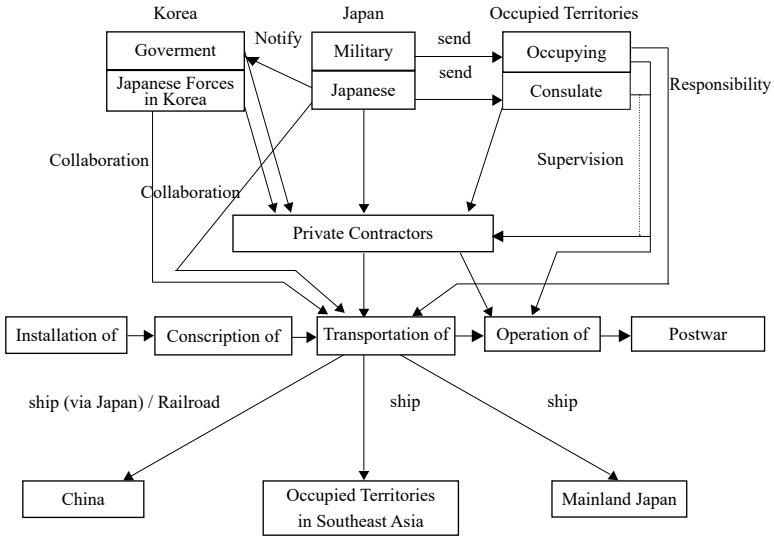 Korea
Japan
Occupied Territories
Goverment
Notify
Military
send
Occupying
Japanese Forces
in Korea
Japanese
send
Consulate
Responsibility
Collaboration
Supervision
Collaboration
Private Contractors
Installation of
Conscription of
Transportation of
Operation of
Postwar
ship (via Japan) / Railroad
ship
ship
China
Occupied Territories
in Southeast Asia
Mainland Japan